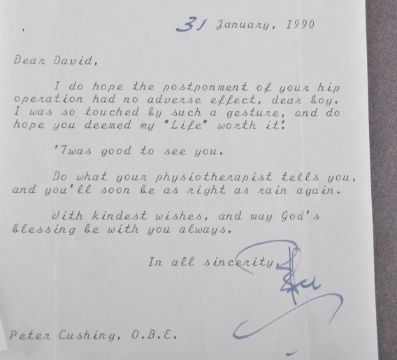 31 January, 1990
Dear David,
I do hope the postponment of your hip
operation had no adverse effect, dear boy.
I was so touched by such a gesture, and do
hope you deemed my "Life" worth it!
'Twas good to see you.
Do what your physiotherapist tells you,
and you'll soon be as right as rain again.
With kindest wishes, and may God's
blessing be with you always.
In all sincerity,
Peter Cushing, O.B.E.